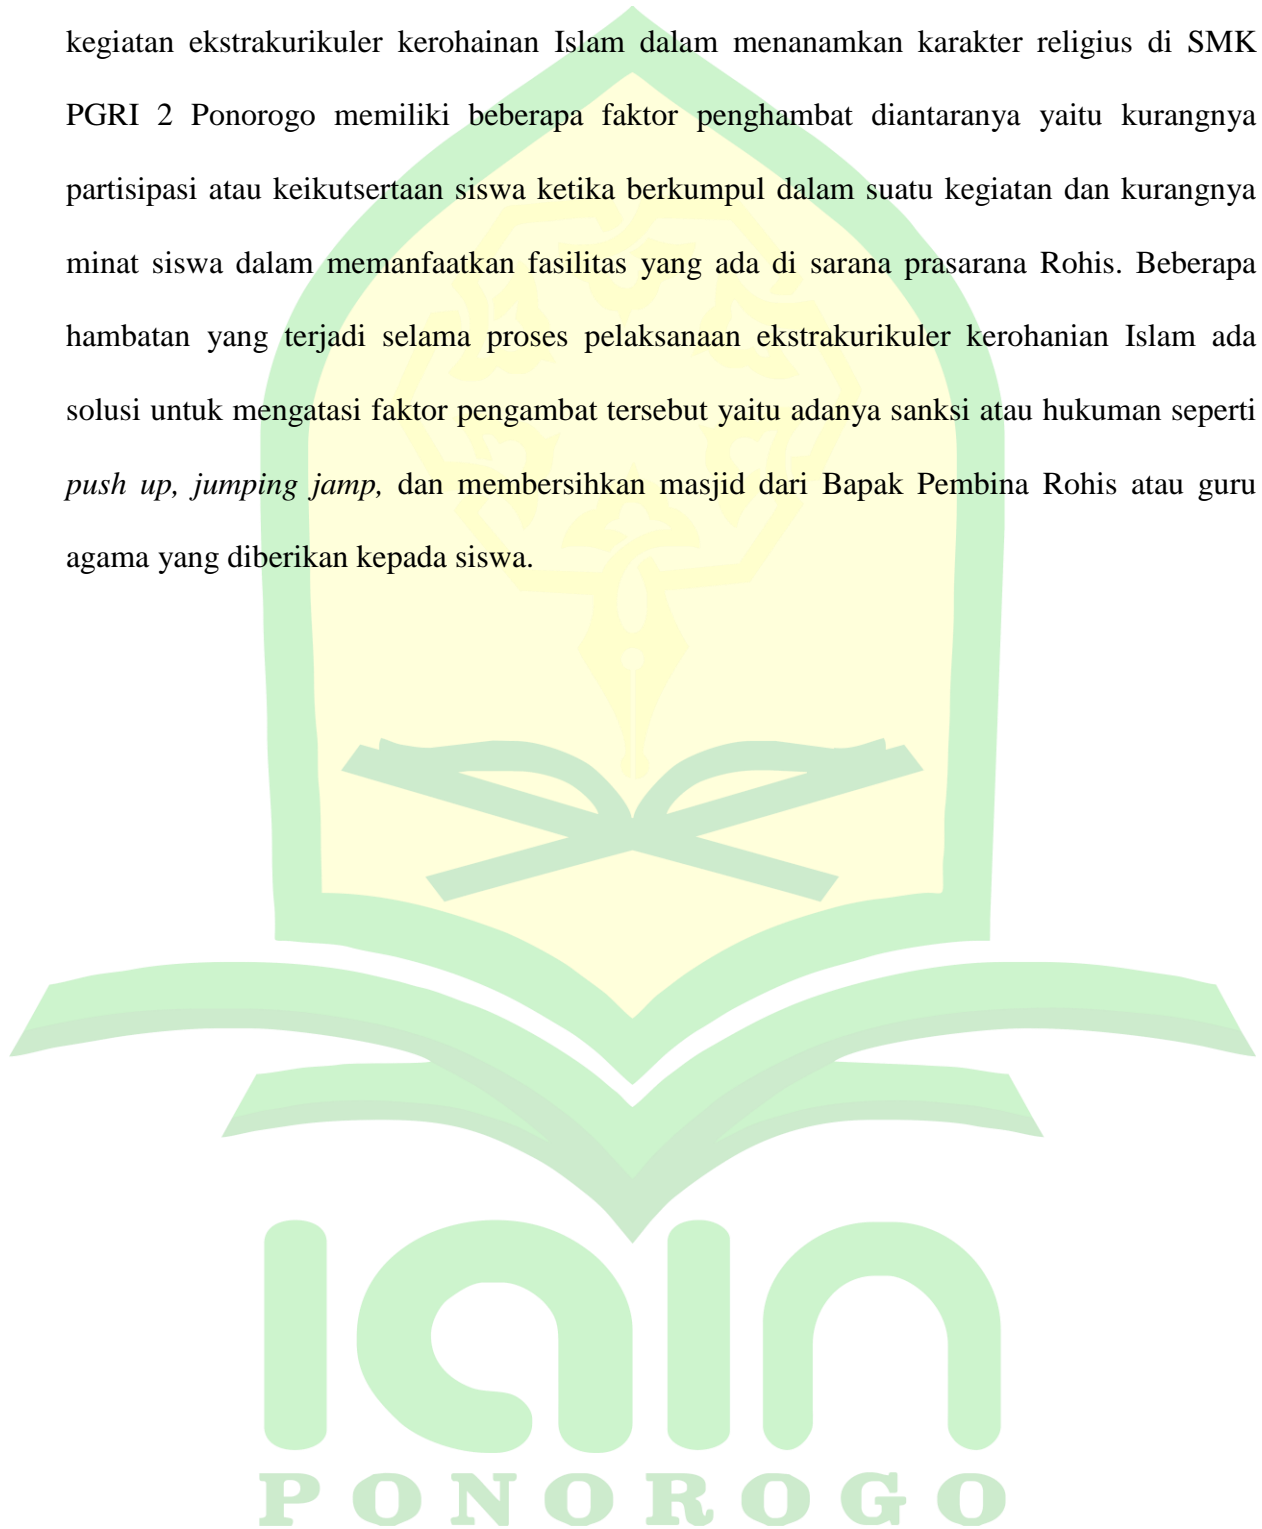 kegiatan ekstrakurikuler kerohainan Islam dalam menanamkan karakter religius di SMK
PGRI 2 Ponorogo memiliki beberapa faktor penghambat diantaranya yaitu kurangnya
partisipasi atau keikutsertaan siswa ketika berkumpul dalam suatu kegiatan dan kurangnya
minat siswa dalam memanfaatkan fasilitas yang ada di sarana prasarana Rohis. Beberapa
hambatan yang terjadi selama proses pelaksanaan ekstrakurikuler kerohanian Islam ada
solusi untuk mengatasi faktor pengambat tersebut yaitu adanya sanksi atau hukuman seperti
push up, jumping jamp, dan membersihkan masjid dari Bapak Pembina Rohis atau guru
agama yang diberikan kepada siswa.
IAIN
PONOROGO